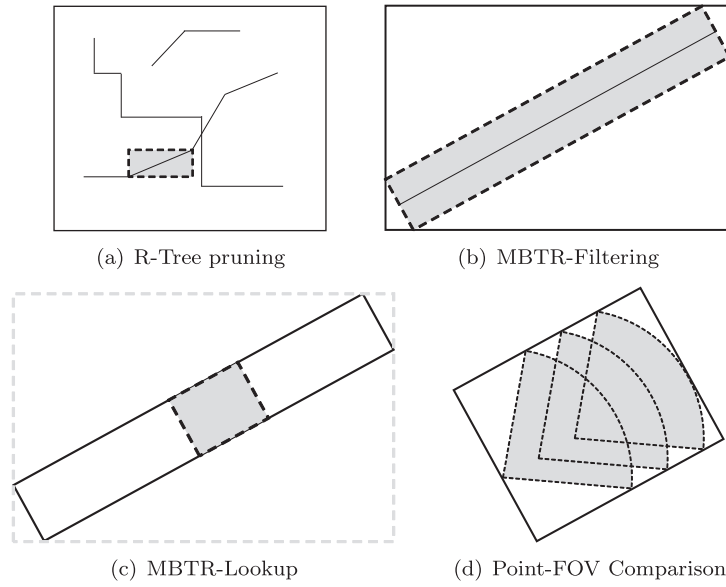 (a) R-Tree pruning
(b) MBTR-Filtering
(c) MBTR-Lookup
(d) Point-FOV Comparison